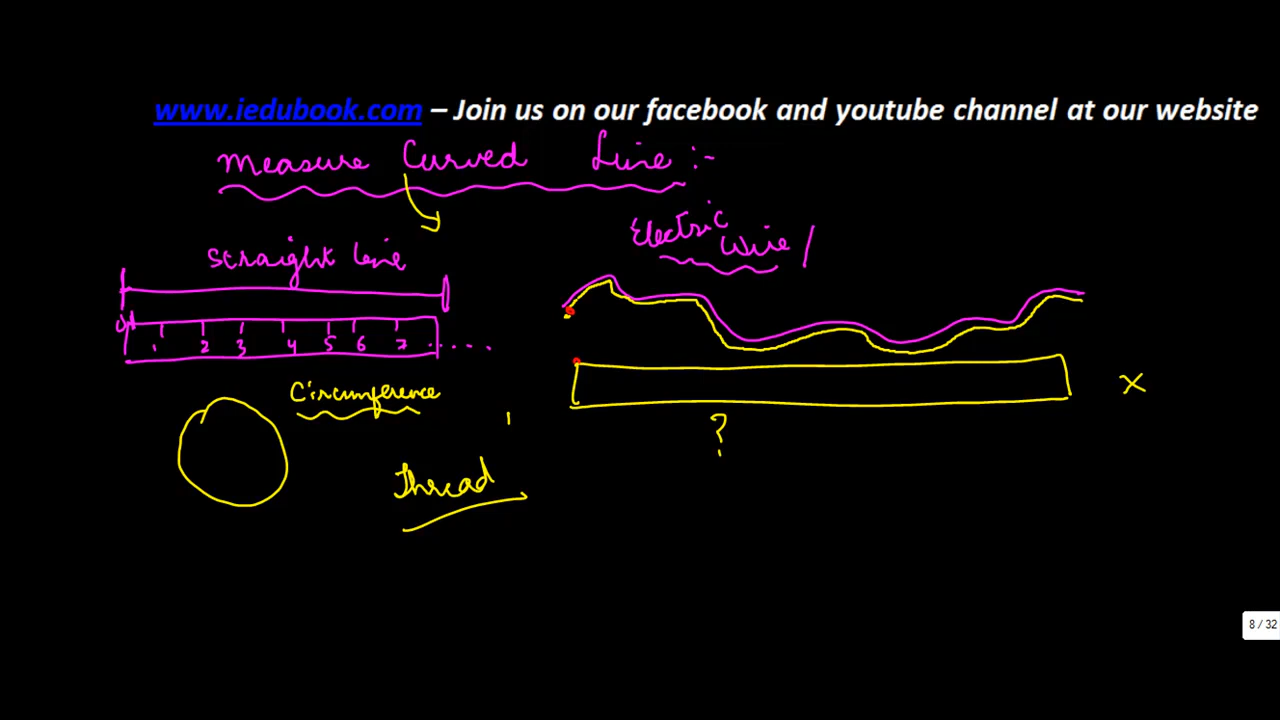 www.iedubook.com – Join us on our facebook and youtube channel at our website
Measure Curved Line :-
Electric
Wire /
Straight line
0 1 2 3 4 5 6 7 . . . . .
Circumference
x
?
Thread
8 / 32